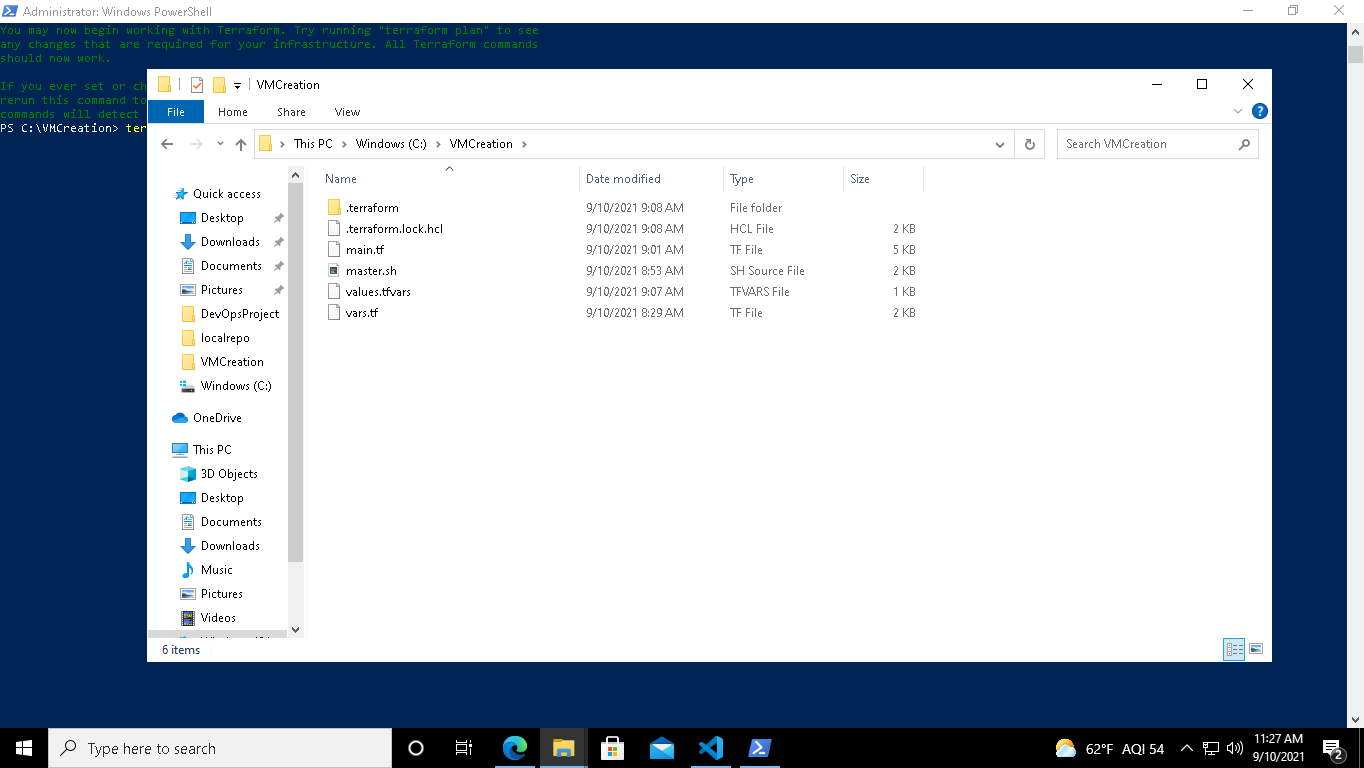 Administrator: Windows PowerShell
You may now begin working with Terraform. Try running "terraform plan" to see
any changes that are required for your infrastructure. All Terraform commands
should now work.
If you ever set or ch
rerun this command to
commands will detect
PS C:\VMCreation> ter
VMCreation
File Home Share View
This PC > Windows (C:) > VMCreation >
Search VMCreation
Name Date modified Type Size
.terraform 9/10/2021 9:08 AM File folder
.terraform.lock.hcl 9/10/2021 9:08 AM HCL File 2 KB
main.tf 9/10/2021 9:01 AM TF File 5 KB
master.sh 9/10/2021 8:53 AM SH Source File 2 KB
values.tfvars 9/10/2021 9:07 AM TFVARS File 1 KB
vars.tf 9/10/2021 8:29 AM TF File 2 KB
Quick access
Desktop
Downloads
Documents
Pictures
DevOpsProject
localrepo
VMCreation
Windows (C:)
OneDrive
This PC
3D Objects
Desktop
Documents
Downloads
Music
Pictures
Videos
6 items
Type here to search
62°F AQI 54
11:27 AM
9/10/2021
2